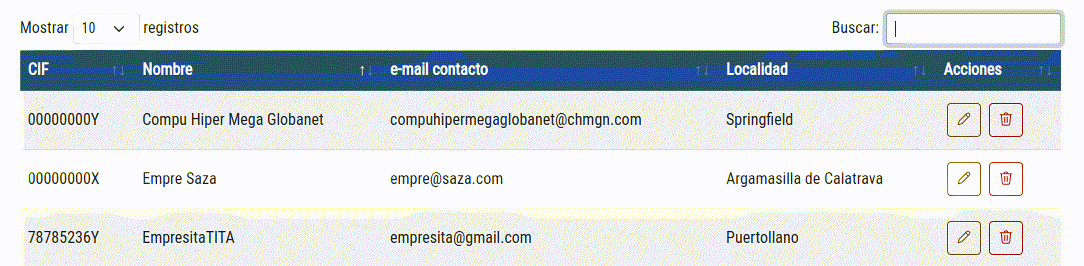 Mostrar 10 registros Buscar:
CIF Nombre e-mail contacto Localidad Acciones
00000000Y Compu Hiper Mega Globanet compuhipermegaglobanet@chmgn.com Springfield
00000000X Empre Saza empre@saza.com Argamasilla de Calatrava
78785236Y EmpresitaTITA empresita@gmail.com Puertollano